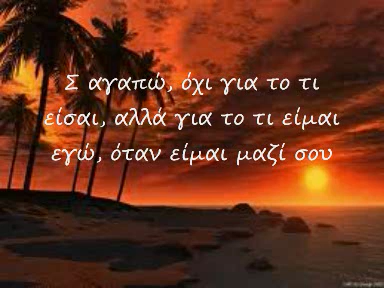 Σ αγαπώ, όχι για το τι
είσαι, αλλά για το τι είμαι
εγώ, όταν είμαι μαζί σου